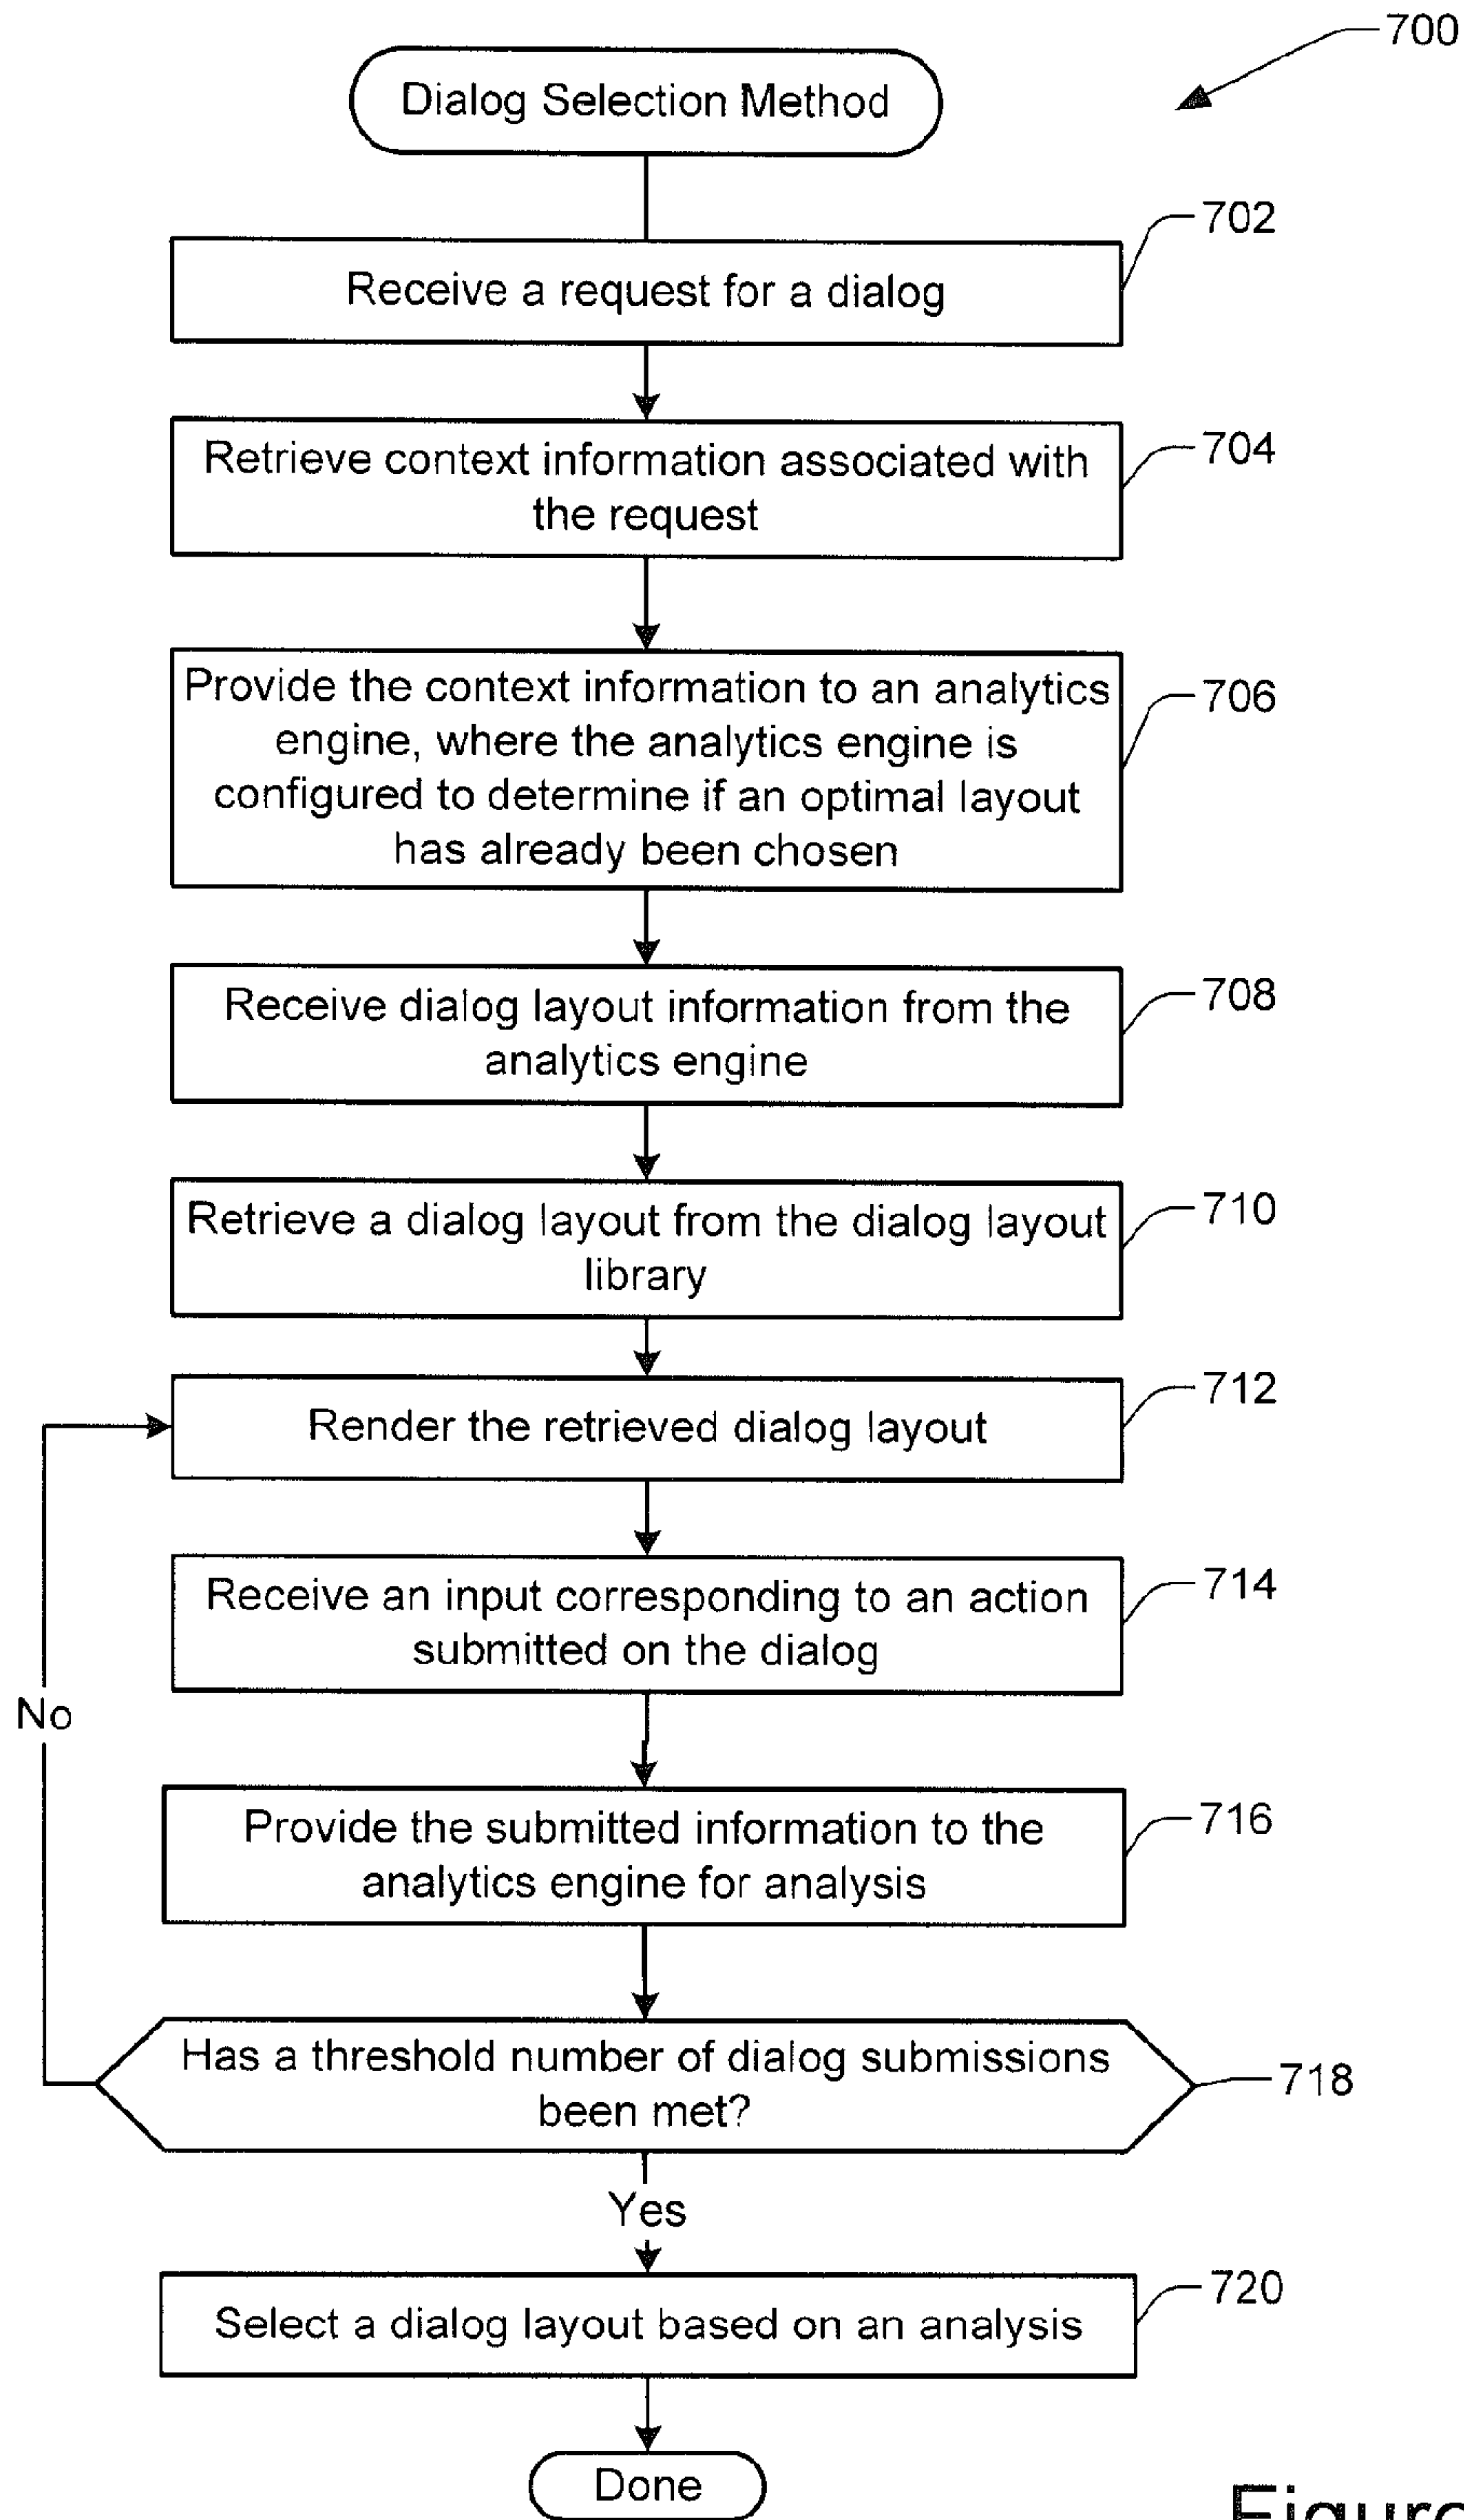 700
Dialog Selection Method
702
Receive a request for a dialog
704
Retrieve context information associated with
the request
706
Provide the context information to an analytics
engine, where the analytics engine is
configured to determine if an optimal layout
has already been chosen
708
Receive dialog layout information from the
analytics engine
710
Retrieve a dialog layout from the dialog layout
library
712
Render the retrieved dialog layout
714
Receive an input corresponding to an action
submitted on the dialog
No
716
Provide the submitted information to the
analytics engine for analysis
Has a threshold number of dialog submissions
been met?
718
Yes
720
Select a dialog layout based on an analysis
Done
Figure